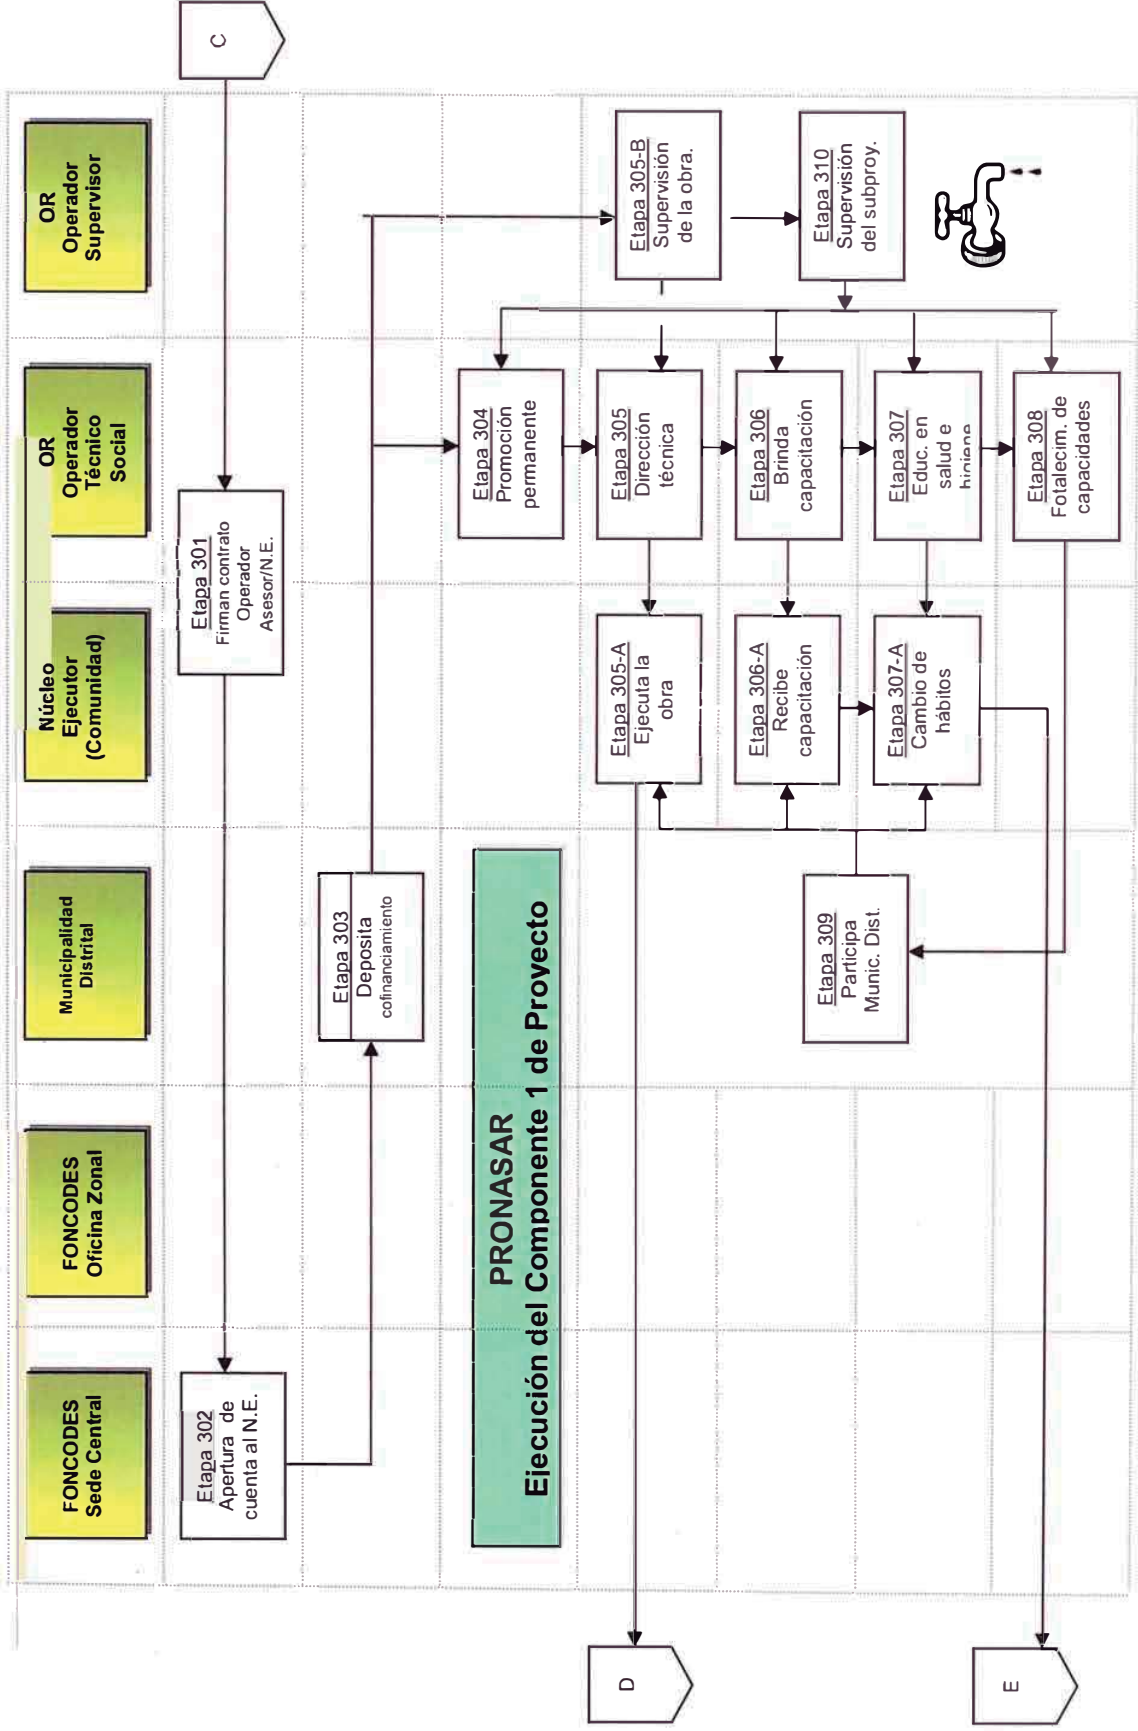 FONCODES
Sede Central
FONCODES
Oficina Zonal
Municipalidad
Distrital
Núcleo
Ejecutor
(Comunidad)
OR
Operador
Técnico
Social
OR
Operador
Supervisor
C
Etapa 302
Apertura de
cuenta al N.E.
Etapa 301
Firman contrato
Operador
Asesor/N.E.
Etapa 303
Deposita
cofinanciamiento
PRONASAR
Ejecución del Componente 1 de Proyecto
Etapa 304
Promoción
permanente
Etapa 305-A
Ejecuta la
obra
Etapa 305
Dirección
técnica
Etapa 305-B
Supervisión
de la obra.
Etapa 306-A
Recibe
capacitación
Etapa 306
Brinda
capacitación
Etapa 309
Participa
Munic. Dist.
Etapa 310
Supervisión
del subproy.
Etapa 307-A
Cambio de
hábitos
Etapa 307
Educ. en
salud e
higiene
Etapa 308
Fotalecim. de
capacidades
D
E